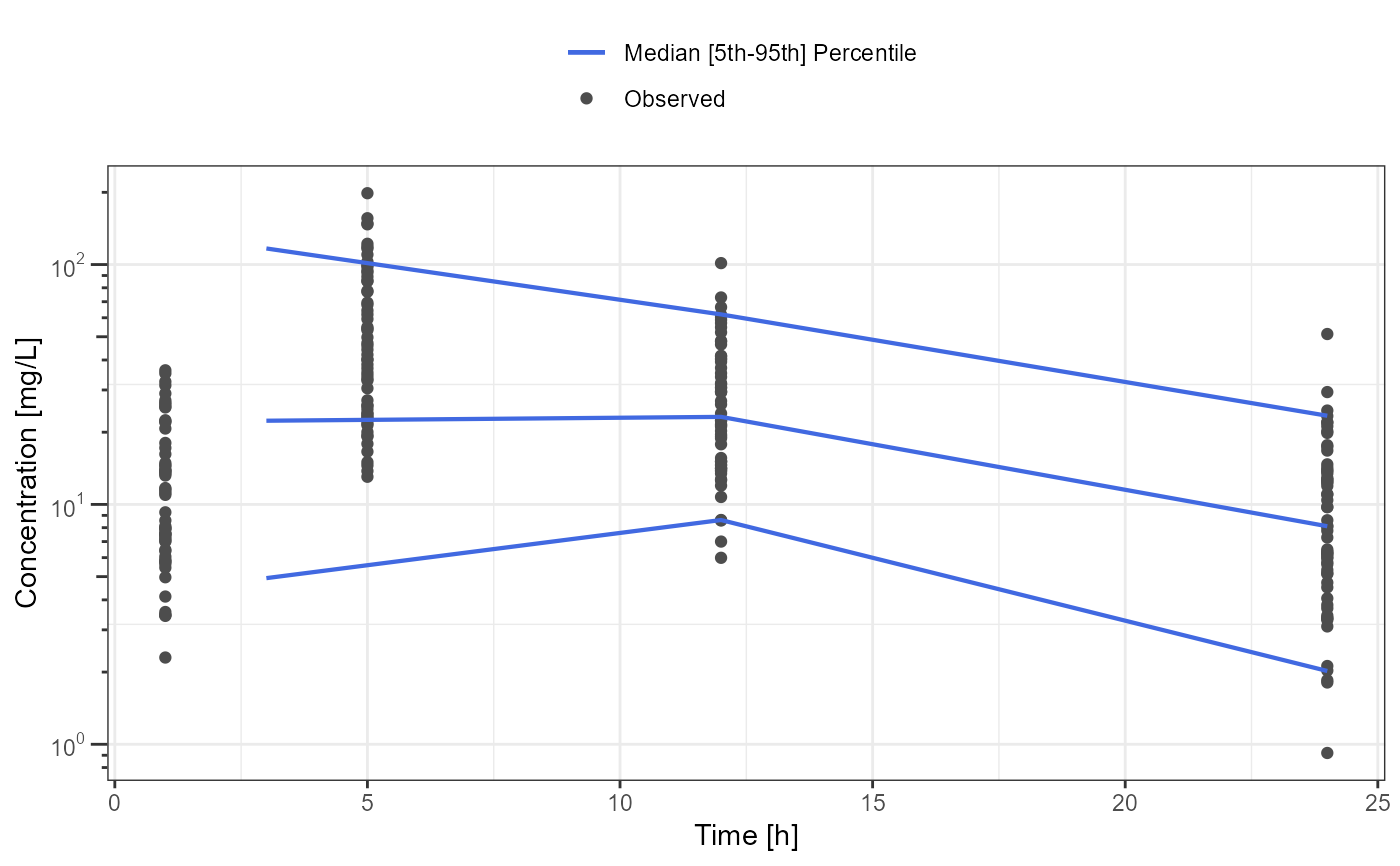 Median [5th-95th] Percentile
Observed
Concentration [mg/L]
10²
10¹
10⁰
0 5 10 15 20 25
Time [h]